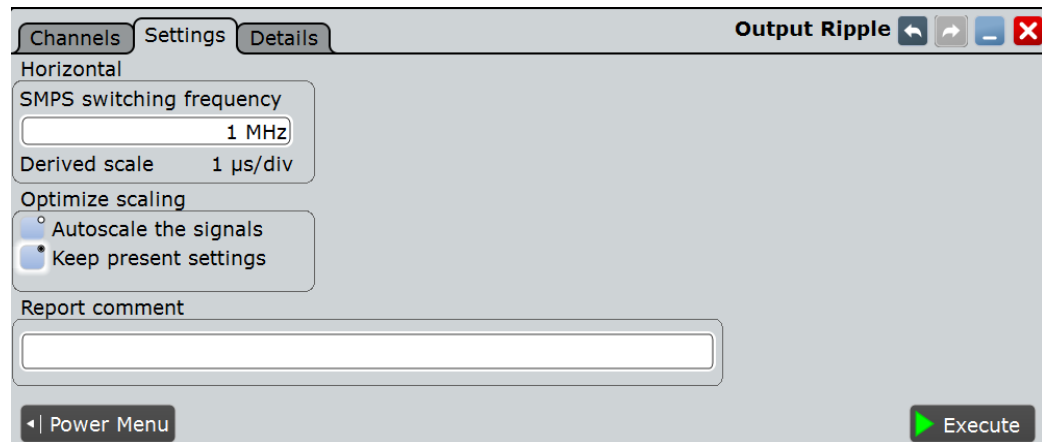 Channels Settings Details Output Ripple
Horizontal
SMPS switching frequency
1 MHz
Derived scale 1 µs/div
Optimize scaling
Autoscale the signals
Keep present settings
Report comment
Power Menu Execute